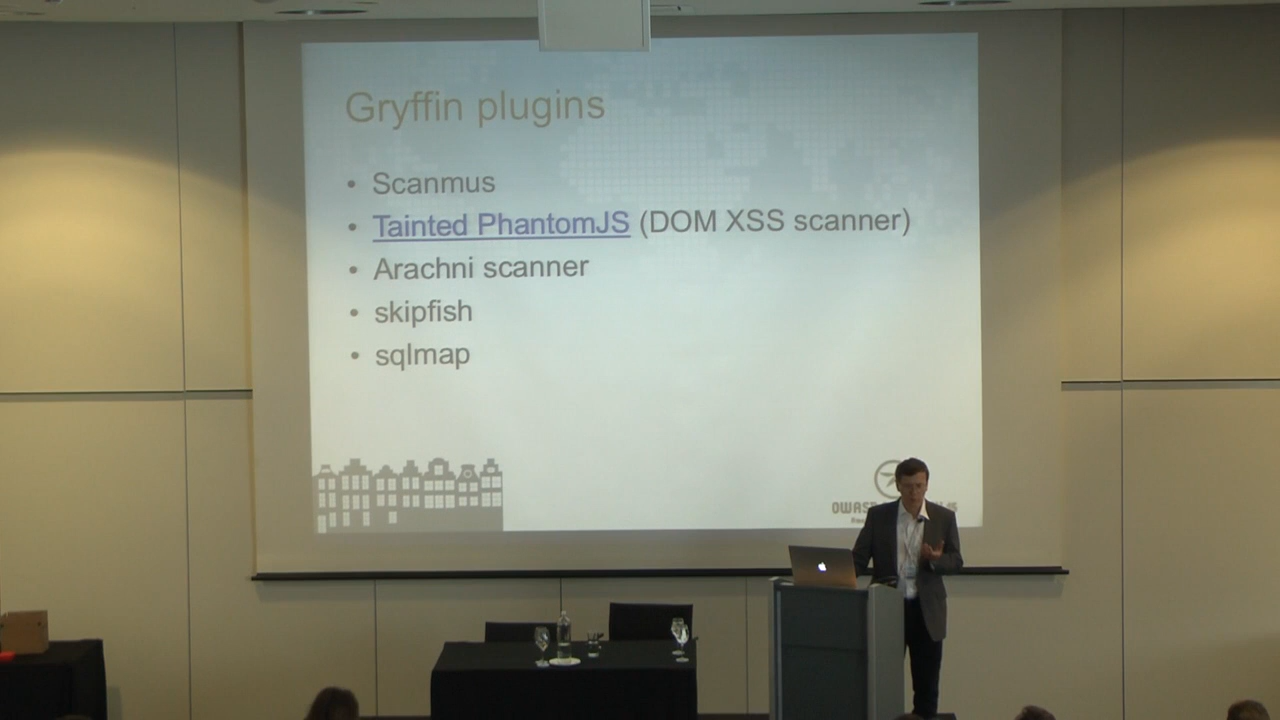 Gryffin plugins
• Scanmus
• Tainted PhantomJS (DOM XSS scanner)
• Arachni scanner
• skipfish
• sqlmap